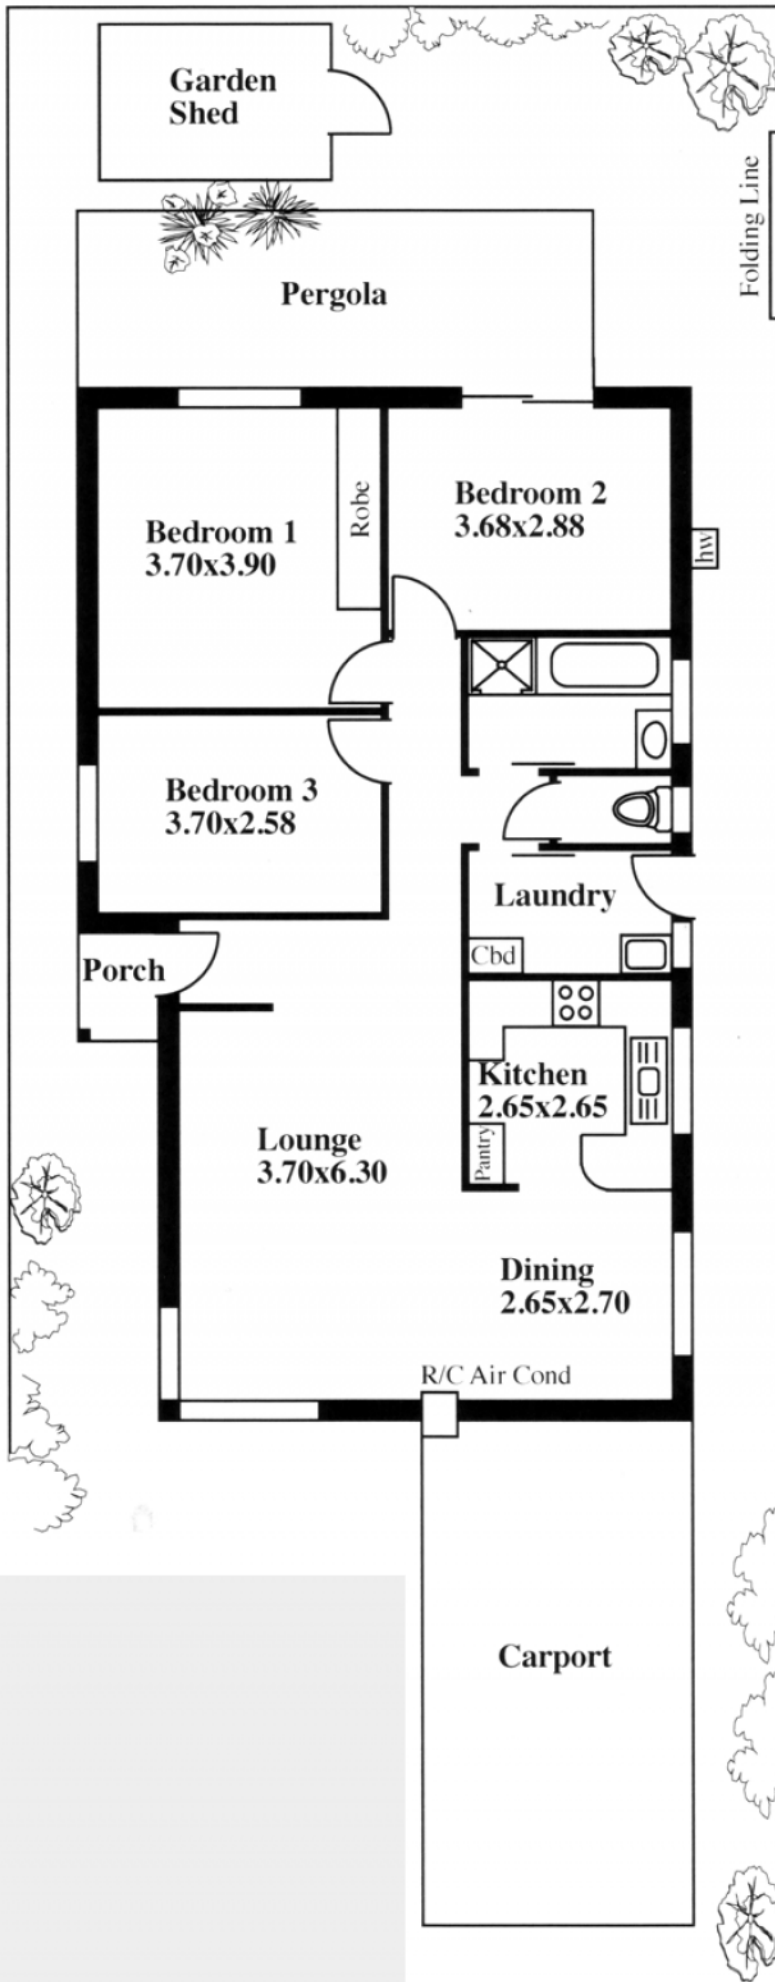 Garden
Shed
Folding Line
Pergola
Bedroom 1
3.70x3.90
Robe
Bedroom 2
3.68x2.88
hw
Bedroom 3
3.70x2.58
Laundry
Cbd
Porch
Kitchen
2.65x2.65
Pantry
Lounge
3.70x6.30
Dining
2.65x2.70
R/C Air Cond
Carport